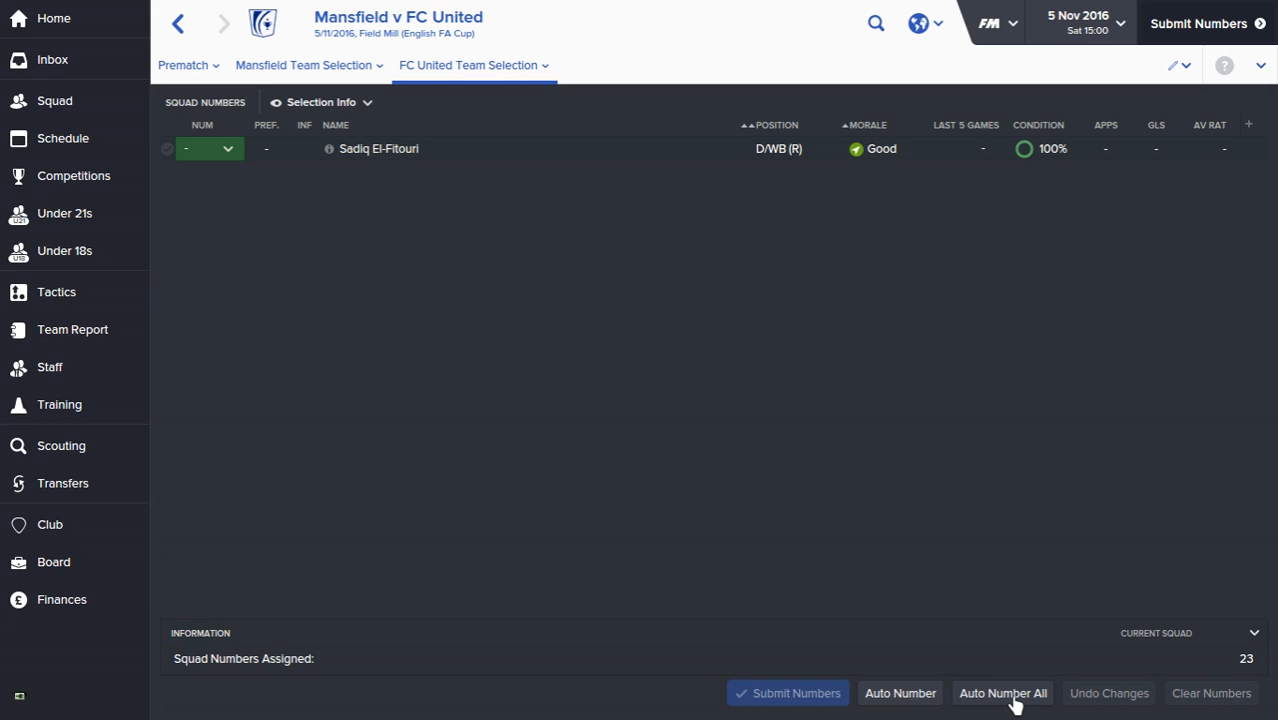 Home
Inbox
Squad
Schedule
Competitions
U21
Under 21s
U18
Under 18s
Tactics
Team Report
Staff
Training
Scouting
Transfers
Club
Board
£ Finances
Mansfield v FC United
5/11/2016, Field Mill (English FA Cup)
FM
5 Nov 2016
Sat 15:00
Submit Numbers
Prematch
Mansfield Team Selection
FC United Team Selection
?
SQUAD NUMBERS Selection Info
NUM PREF. INF NAME POSITION MORALE LAST 5 GAMES CONDITION APPS GLS AV RAT +
- - Sadiq El-Fitouri D/WB (R) Good - 100% - - -
INFORMATION CURRENT SQUAD
Squad Numbers Assigned: 23
Submit Numbers Auto Number Auto Number All Undo Changes Clear Numbers